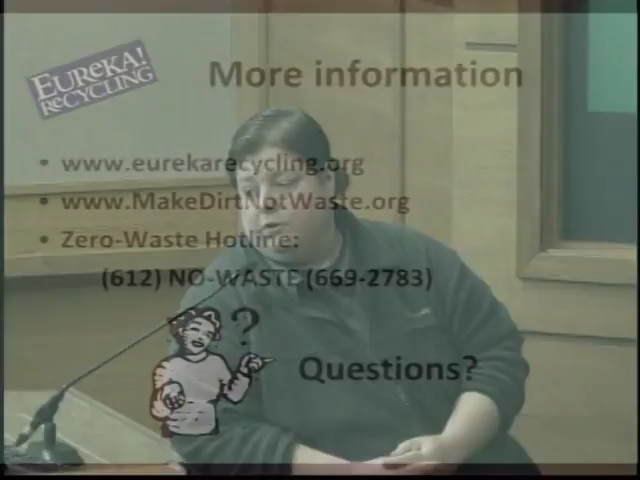 EUREKA!
RECYCLING
More information
• www.eurekarecycling.org
• www.MakeDirtNotWaste.org
• Zero-Waste Hotline:
(612) NO-WASTE (669-2783)
?
Questions?